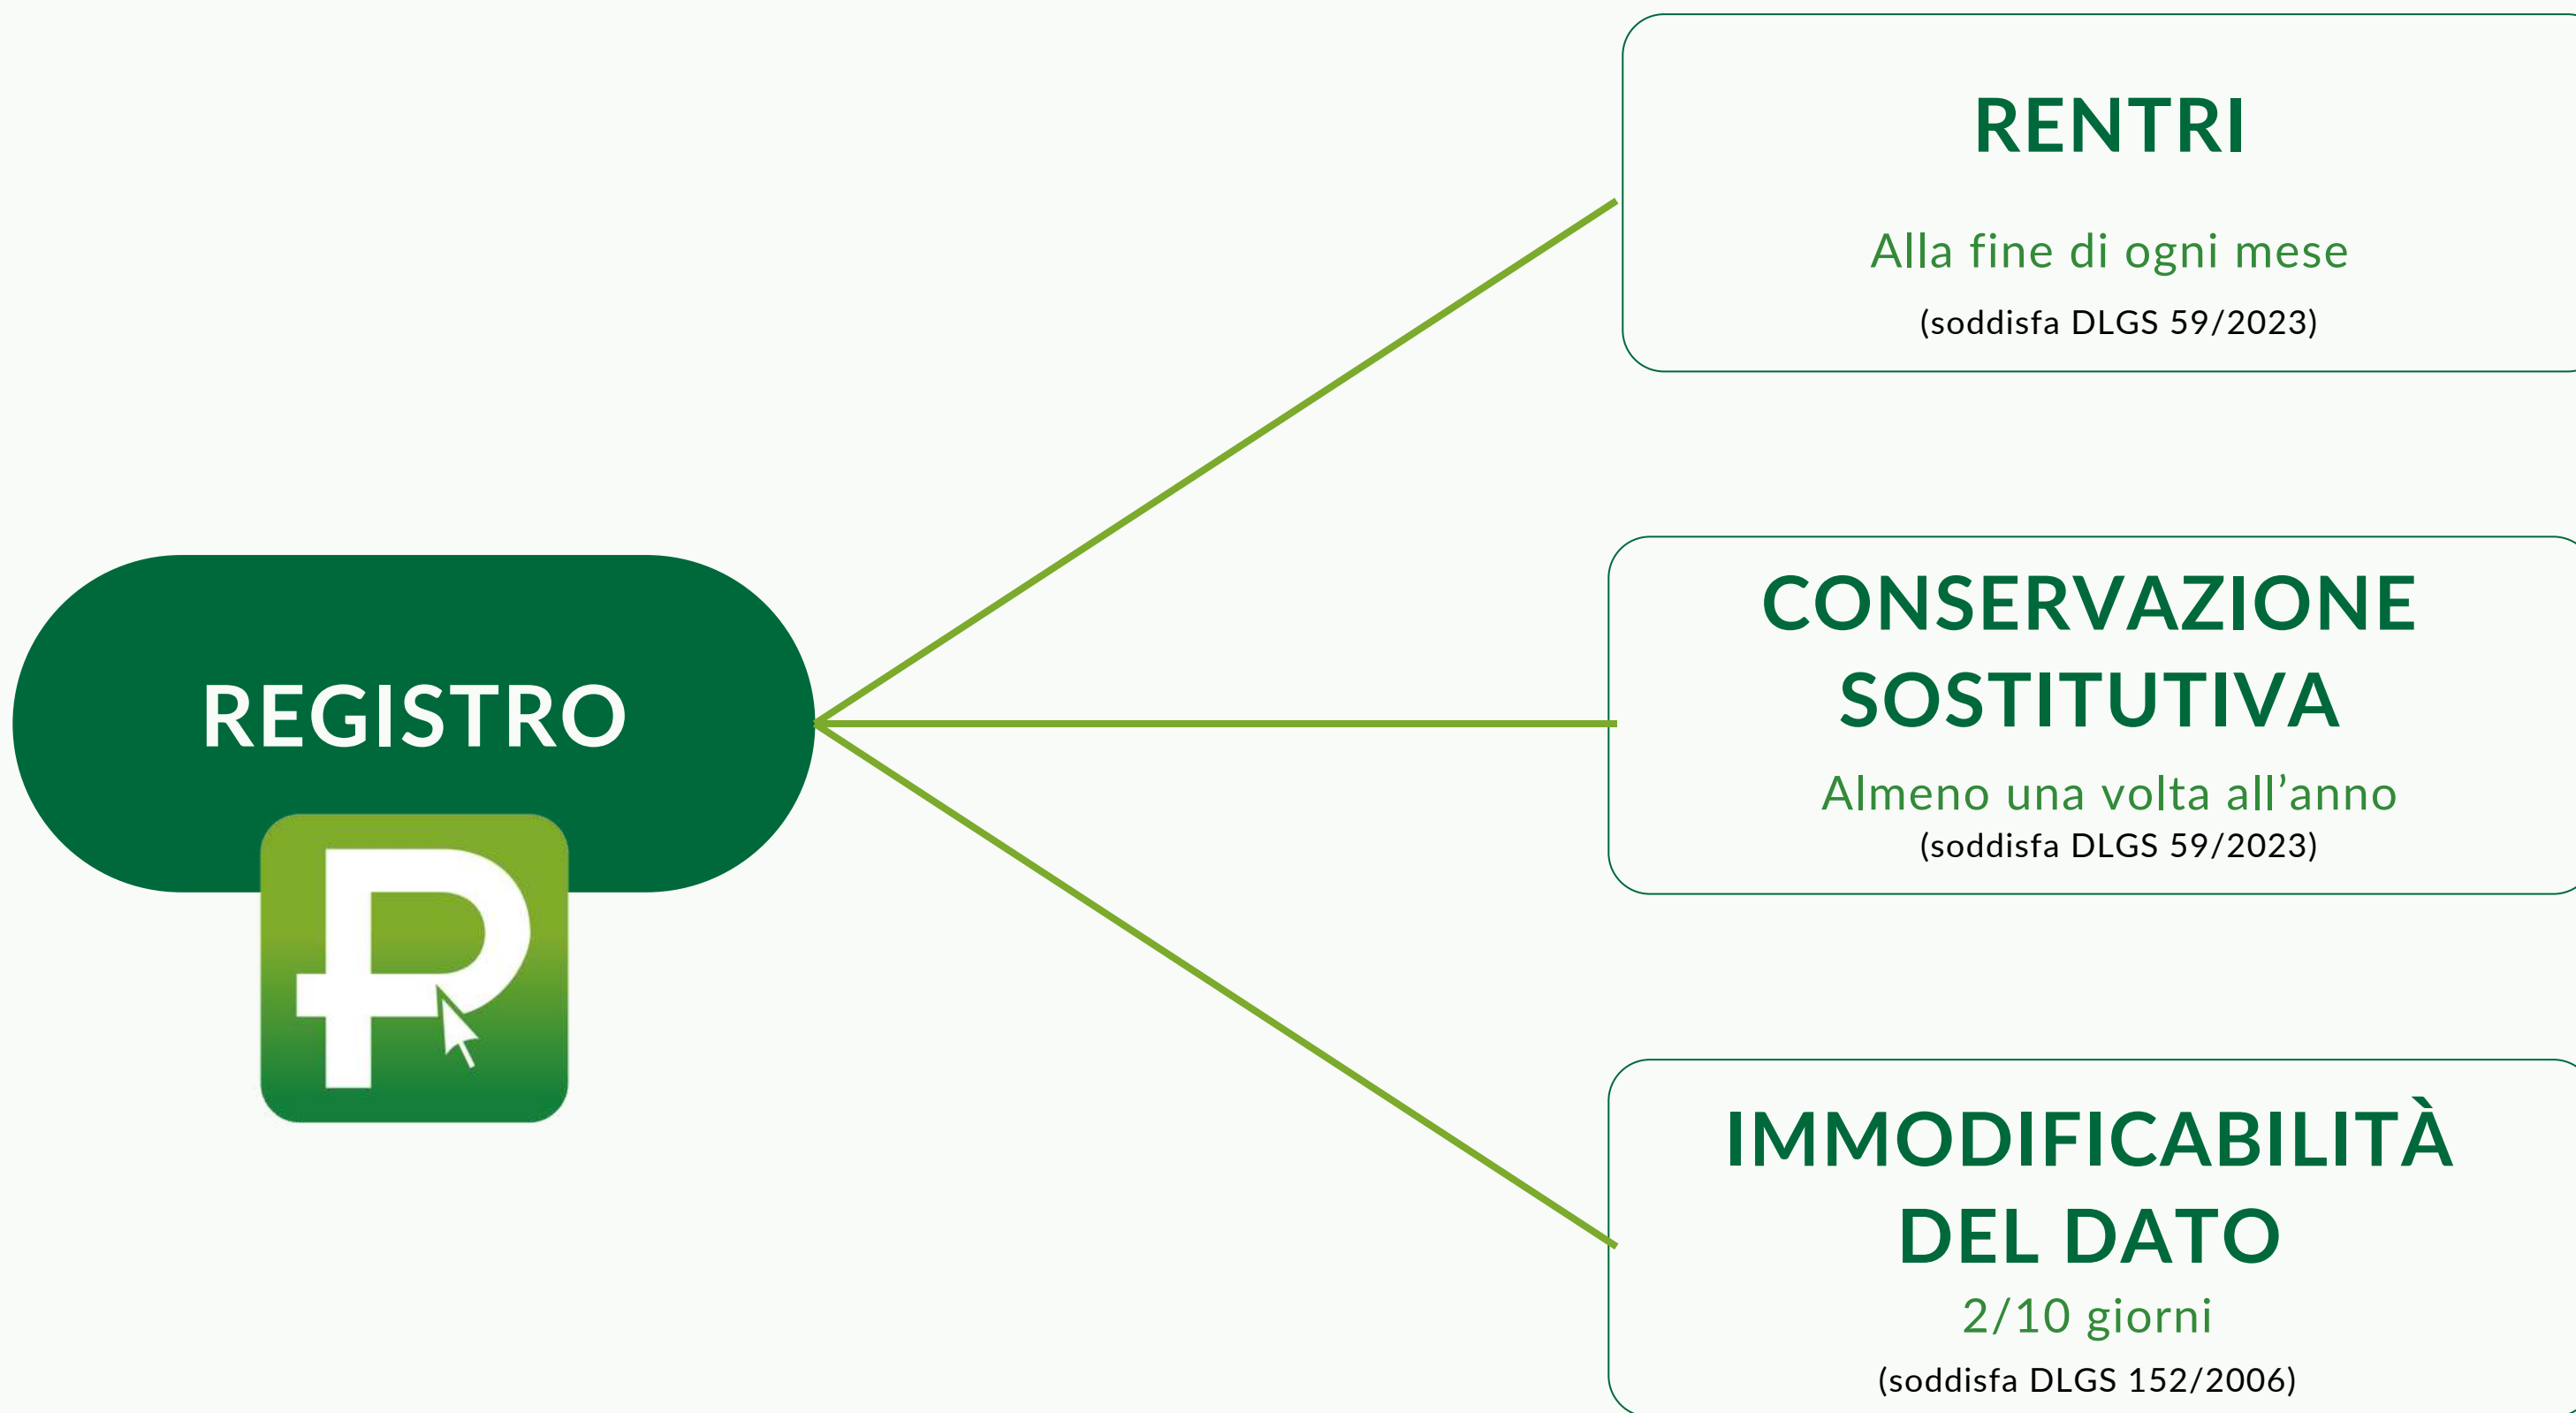 REGISTRO
RENTRI
Alla fine di ogni mese
(soddisfa DLGS 59/2023)
CONSERVAZIONE
SOSTITUTIVA
Almeno una volta all’anno
(soddisfa DLGS 59/2023)
IMMODIFICABILITÀ
DEL DATO
2/10 giorni
(soddisfa DLGS 152/2006)